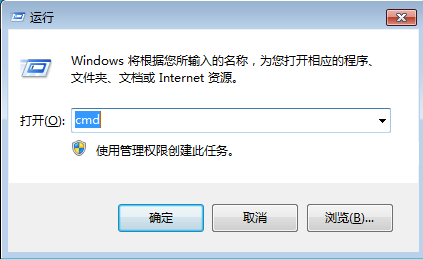 运行
Windows 将根据您所输入的名称，为您打开相应的程序、
文件夹、文档或 Internet 资源。
打开(O): cmd
使用管理权限创建此任务。
确定 取消 浏览(B)...